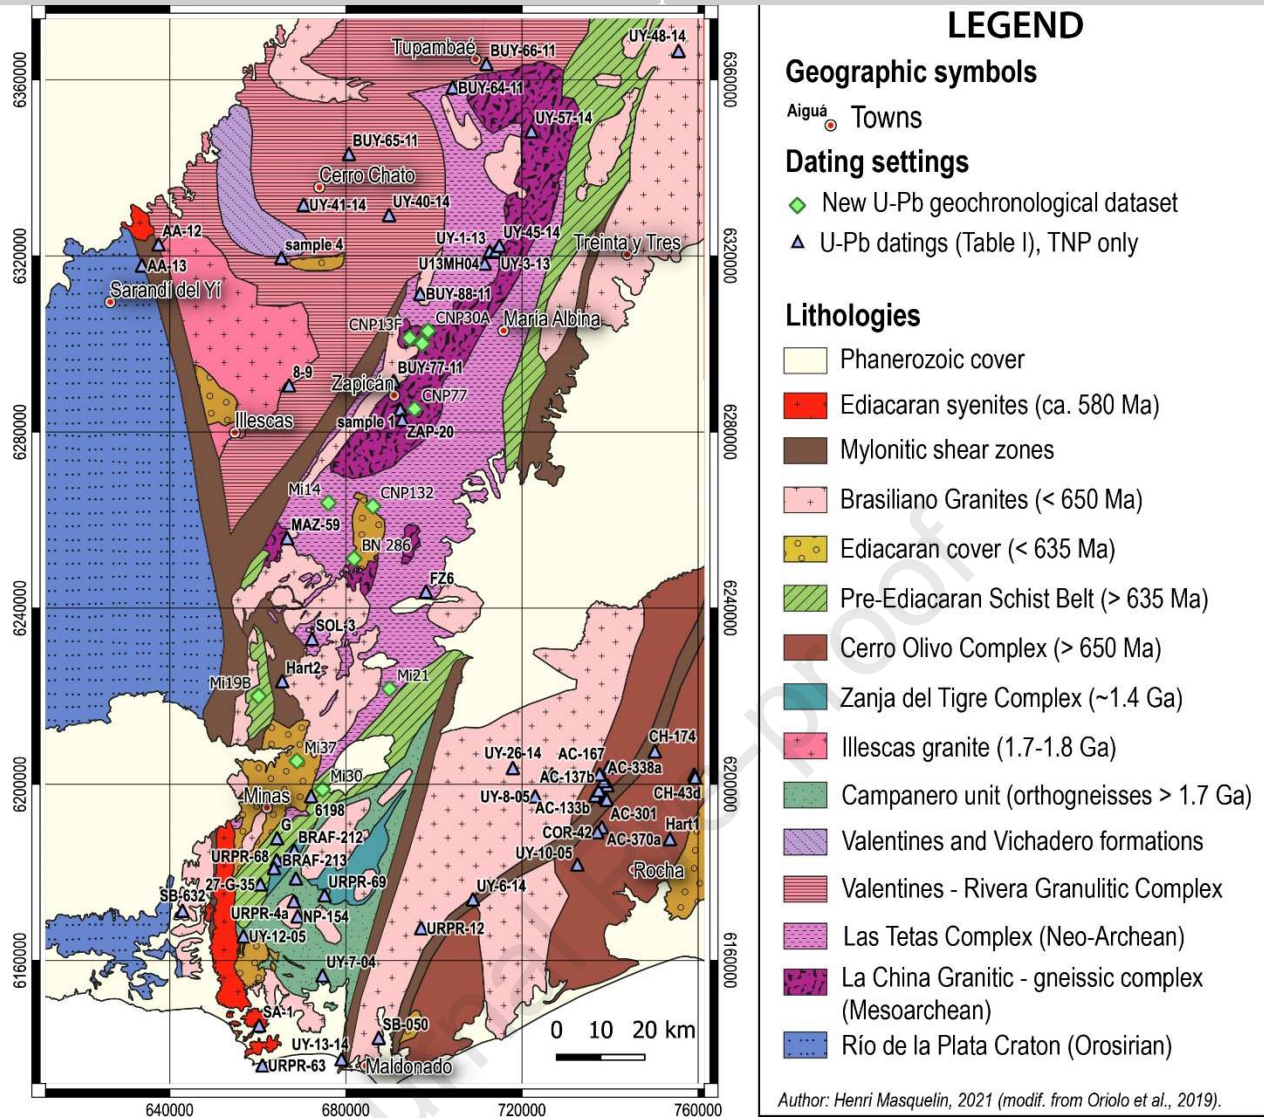 UY-48-14
Tupambaé
BUY-66-11
BUY-64-11
UY-57-14
BUY-65-11
Cerro Chato
UY-41-14
UY-40-14
AA-12
sample 4
UY-1-13
UY-45-14
Treinta y Tres
AA-13
U13MH04
UY-3-13
Sarandí del Yí
BUY-88-11
CNP13F
CNP30A
María Albina
8-9
BUY-77-11
Zapicán
CNP77
Illescas
sample 1
ZAP-20
Mi14
CNP132
MAZ-59
BN 286
FZ6
SOL-3
Hart2
Mi19B
Mi21
Mi37
UY-26-14
AC-167
CH-174
AC-338a
AC-137b
Mi30
Minas
6198
UY-8-05
AC-133b
CH-43d
AC-301
G
BRAF-212
COR-42
AC-370a
Hart1
URPR-68
BRAF-213
UY-10-05
Rocha
27-G-35
URPR-69
SB-632
URPR-4a
NP-154
UY-6-14
UY-12-05
URPR-12
UY-7-04
SA-1
SB-050
UY-13-14
URPR-63
Maldonado
0 10 20 km
6360000
6320000
6280000
6240000
6200000
6160000
6360000
6320000
6280000
6240000
6200000
6160000
640000
680000
720000
760000
LEGEND
Geographic symbols
Aiguá
Towns
Dating settings
New U-Pb geochronological dataset
U-Pb datings (Table I), TNP only
Lithologies
Phanerozoic cover
Ediacaran syenites (ca. 580 Ma)
Mylonitic shear zones
Brasiliano Granites (< 650 Ma)
Ediacaran cover (< 635 Ma)
Pre-Ediacaran Schist Belt (> 635 Ma)
Cerro Olivo Complex (> 650 Ma)
Zanja del Tigre Complex (~1.4 Ga)
Illescas granite (1.7-1.8 Ga)
Campanero unit (orthogneisses > 1.7 Ga)
Valentines and Vichadero formations
Valentines - Rivera Granulitic Complex
Las Tetas Complex (Neo-Archean)
La China Granitic - gneissic complex
(Mesoarchean)
Río de la Plata Craton (Orosirian)
Author: Henri Masquelin, 2021 (modif. from Oriolo et al., 2019).